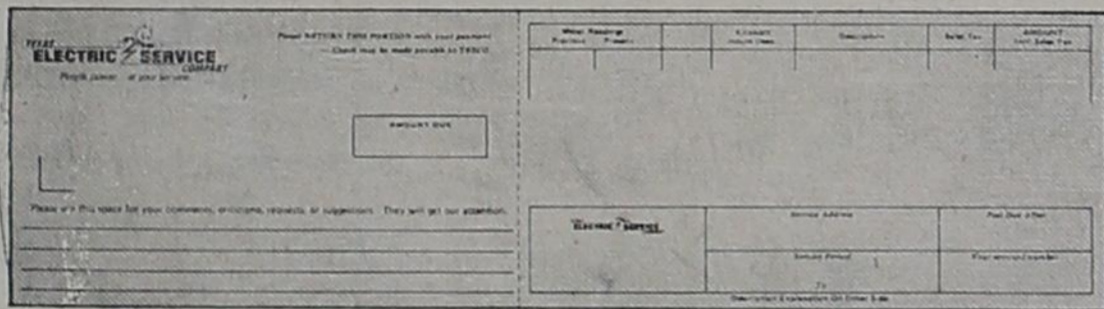 TEXAS
ELECTRIC SERVICE
COMPANY
People power... at your service
Please RETURN THIS PORTION with your payment
Check may be made payable to TESCO
AMOUNT DUE
Please use this space for your comments, criticisms, requests, or suggestions. They will get our attention.
Meter Readings
Previous Present
Kilowatt
Hours Used
Description
Sales Tax
AMOUNT
Incl. Sales Tax
ELECTRIC SERVICE
Service Address
Past Due After
Service Period
To
Your account number
Description Explanation On Other Side